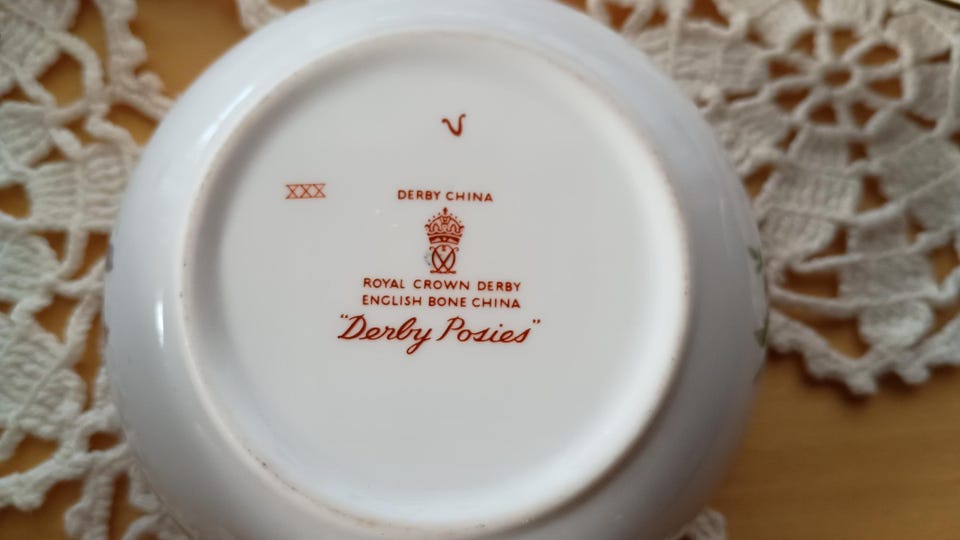 V
XXX
DERBY CHINA
ROYAL CROWN DERBY
ENGLISH BONE CHINA
"Derby Posies"